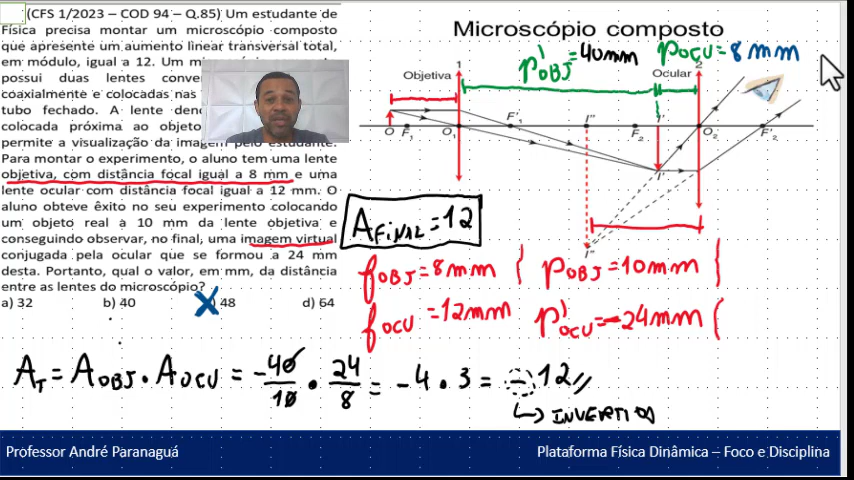 (CFS 1/2023 – COD 94 – Q.85) Um estudante de
Física precisa montar um microscópio composto
que apresente um aumento linear transversal total,
em módulo, igual a 12. Um mi
possui duas lentes conve
coaxialmente e colocadas nas
tubo fechado. A lente deno
colocada próxima ao objeto
permite a visualização da imagem pelo estudante.
Para montar o experimento, o aluno tem uma lente
objetiva, com distância focal igual a 8 mm e uma
lente ocular com distância focal igual a 12 mm. O
aluno obteve êxito no seu experimento colocando
um objeto real a 10 mm da lente objetiva e
conseguindo observar, no final, uma imagem virtual
conjugada pela ocular que se formou a 24 mm
desta. Portanto, qual o valor, em mm, da distância
entre as lentes do microscópio?
a) 32 b) 40 48 d) 64
Microscópio composto
p'OBJ=40mm pOCU=8mm
1 2
Objetiva Ocular
O F1 O1 F'1 I" F2 I' O2 F'2
I'
I"
AFINAL=12
fOBJ=8mm pOBJ=10mm
fOCU=12mm p'OCU=-24mm
AT=AOBJ.AOCU=-40/10.24/8=-4.3=-12//
INVERTIDA
Professor André Paranaguá Plataforma Física Dinâmica – Foco e Disciplina